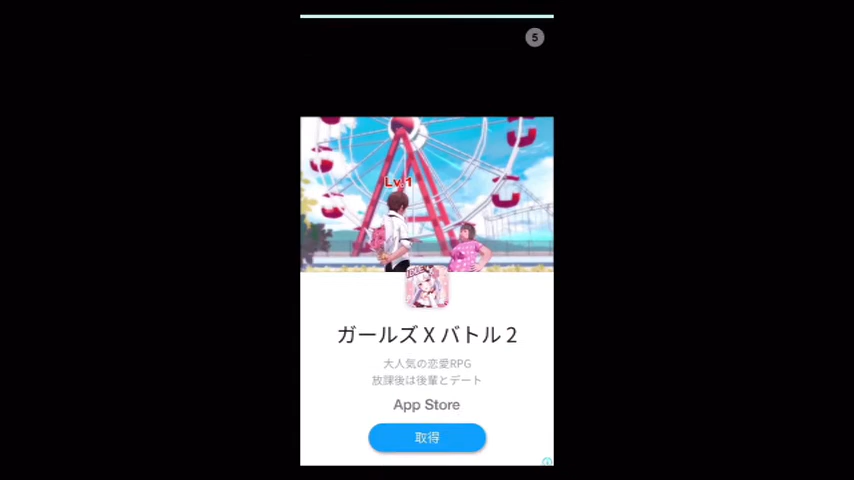 5
Lv.1
IDLE
ガールズ X バトル 2
大人気の恋愛RPG
放課後は後輩とデート
App Store
取得